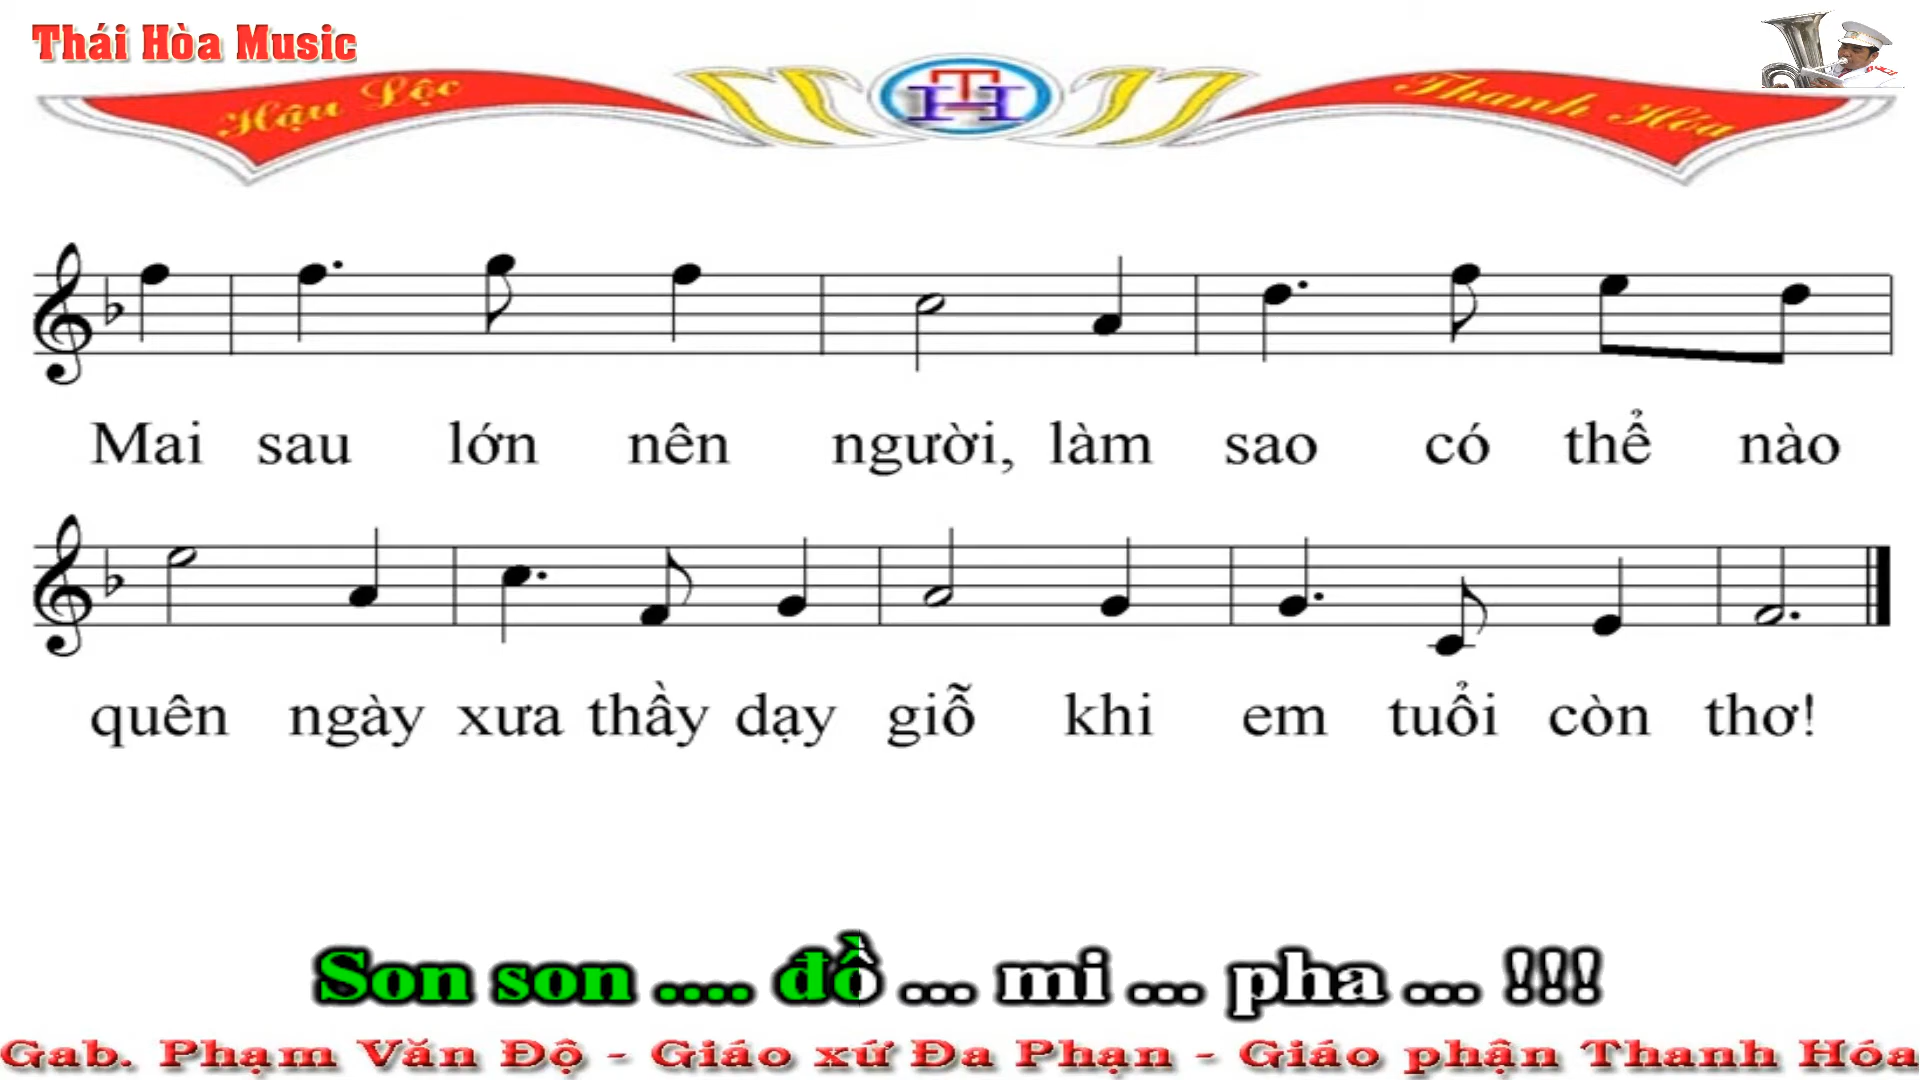 Thái Hòa Music
Hậu Lộc
TH
Thanh Hóa
Mai sau lớn nên người, làm sao có thể nào
quên ngày xưa thầy dạy giỗ khi em tuổi còn thơ!
Son son .... đồ ... mi ... pha ... !!!
Gab. Phạm Văn Độ - Giáo xứ Đa Phạn - Giáo phận Thanh Hóa